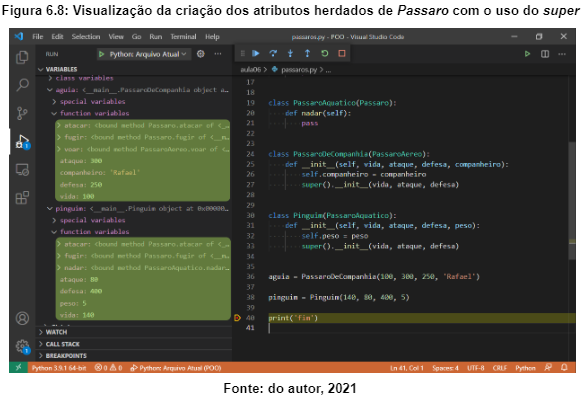 Figura 6.8: Visualização da criação dos atributos herdados de Passaro com o uso do super
File Edit Selection View Go Run Terminal Help
passaros.py - POO - Visual Studio Code
RUN
Python: Arquivo Atual
aula06 > passaros.py > ...
VARIABLES
> class variables
aguia: <__main__.PassaroDeCompanhia object a…
> special variables
function variables
> atacar: <bound method Passaro.atacar of <_…
> fugir: <bound method Passaro.fugir of <__m…
> voar: <bound method PassaroAereo.voar of <…
ataque: 300
companheiro: 'Rafael'
defesa: 250
vida: 100
pinguim: <__main__.Pinguim object at 0x00000…
> special variables
function variables
> atacar: <bound method Passaro.atacar of <_…
> fugir: <bound method Passaro.fugir of <__m…
> nadar: <bound method PassaroAquatico.nadar…
ataque: 80
defesa: 400
peso: 5
vida: 140
> WATCH
> CALL STACK
> BREAKPOINTS
17
18
19 class PassaroAquatico(Passaro):
20 def nadar(self):
21 pass
22
23
24 class PassaroDeCompanhia(PassaroAereo):
25 def __init__(self, vida, ataque, defesa, companheiro):
26 self.companheiro = companheiro
27 super().__init__(vida, ataque, defesa)
28
29
30 class Pinguim(PassaroAquatico):
31 def __init__(self, vida, ataque, defesa, peso):
32 self.peso = peso
33 super().__init__(vida, ataque, defesa)
34
35
36 aguia = PassaroDeCompanhia(100, 300, 250, 'Rafael')
37
38 pinguim = Pinguim(140, 80, 400, 5)
39
40 print('fim')
41
Python 3.9.1 64-bit 0 0 Python: Arquivo Atual (POO) Ln 41, Col 1 Spaces: 4 UTF-8 CRLF Python
Fonte: do autor, 2021